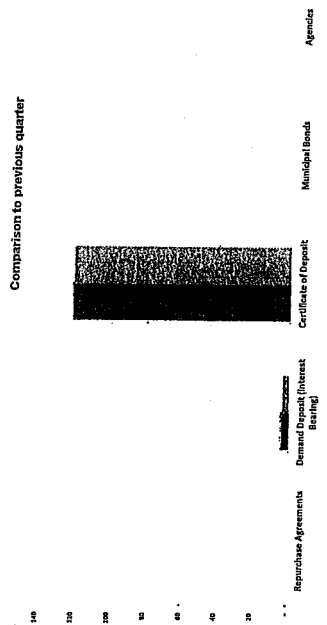 Comparison to previous quarter
140
120
100
80
60
40
20
Repurchase Agreements
Demand Deposit (Interest
Bearing)
Certificate of Deposit
Municipal Bonds
Agencies